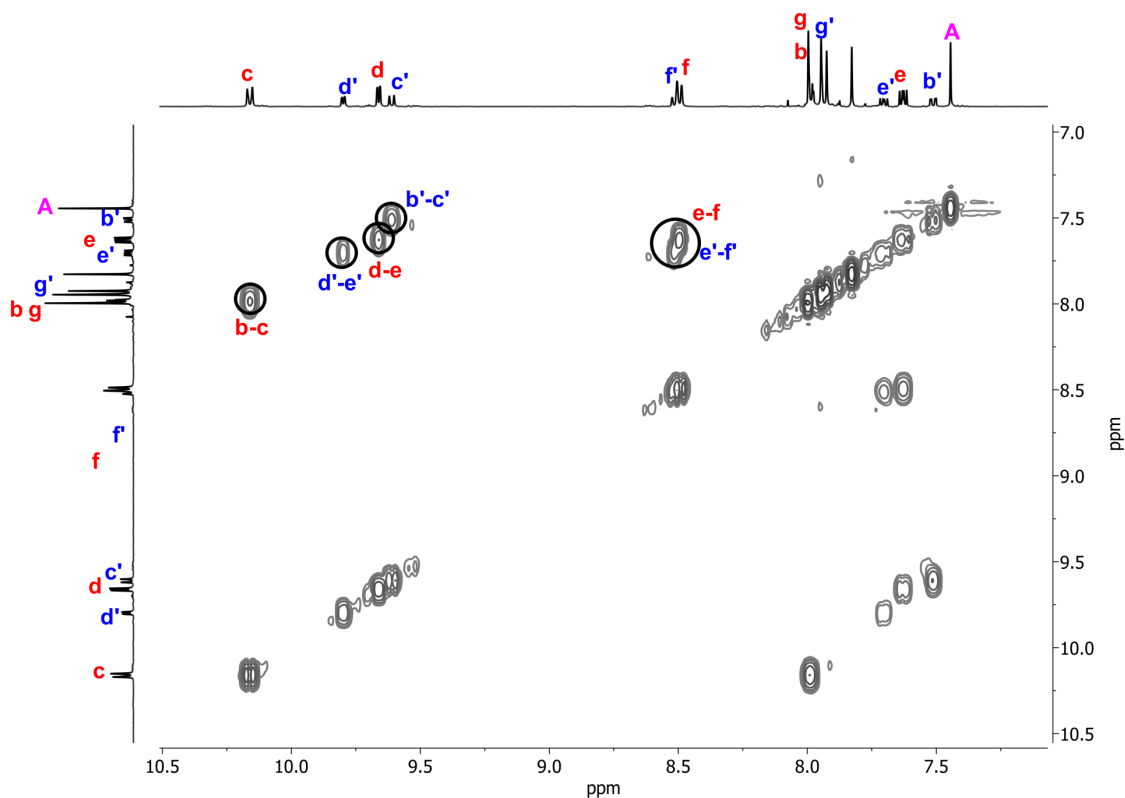 g g'
A
b
c
d'
d
c'
f' f
e' e
b'
7.0
A
b'
e
e'
g'
b g
b'-c'
e-f
d'-e'
d-e
e'-f'
b-c
7.5
8.0
8.5
f'
f
9.0
ppm
9.5
c'
d
d'
c
10.0
10.5
10.5 10.0 9.5 9.0 8.5 8.0 7.5
ppm